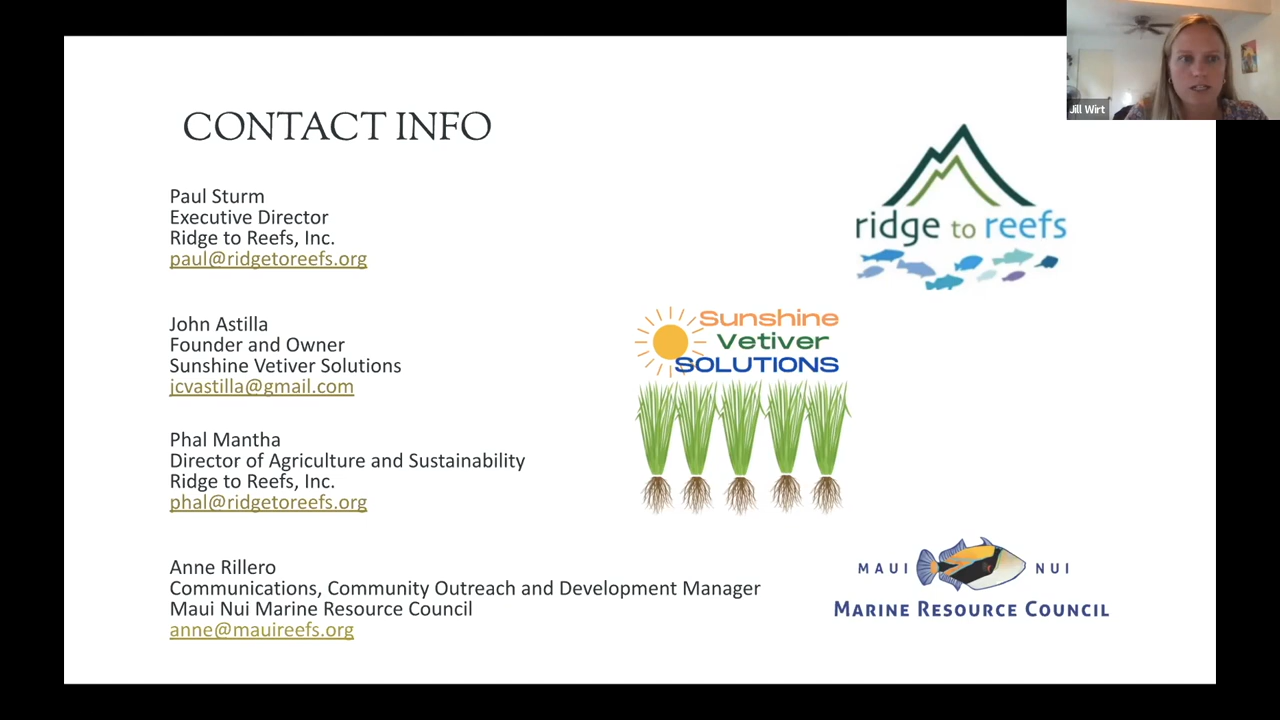 CONTACT INFO
Paul Sturm
Executive Director
Ridge to Reefs, Inc.
paul@ridgetoreefs.org
John Astilla
Founder and Owner
Sunshine Vetiver Solutions
jcvastilla@gmail.com
Phal Mantha
Director of Agriculture and Sustainability
Ridge to Reefs, Inc.
phal@ridgetoreefs.org
Anne Rillero
Communications, Community Outreach and Development Manager
Maui Nui Marine Resource Council
anne@mauireefs.org
ridge to reefs
Sunshine
Vetiver
SOLUTIONS
MAUI NUI
MARINE RESOURCE COUNCIL
Jill Wirt